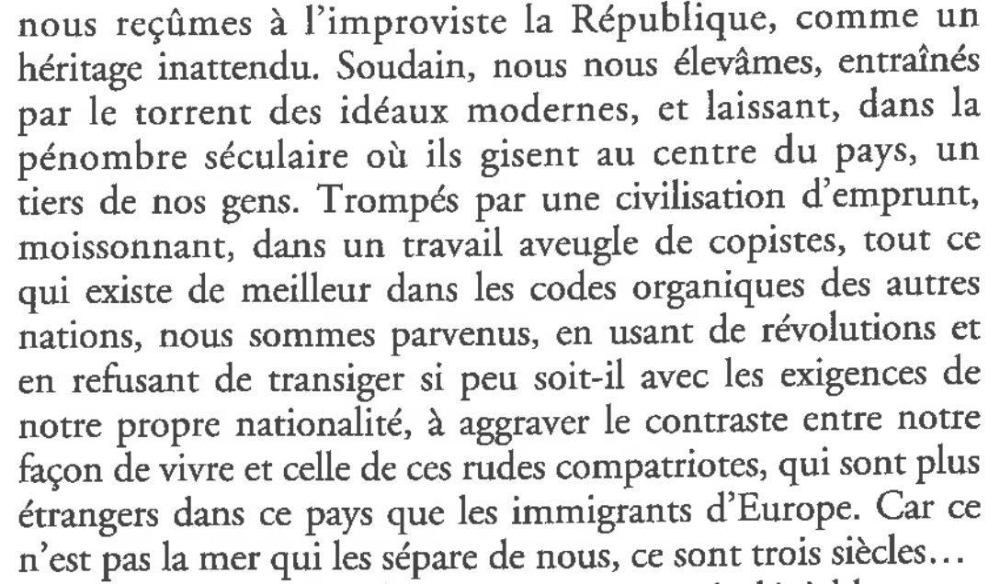 nous reçûmes à l'improviste la République, comme un
héritage inattendu. Soudain, nous nous élevâmes, entraînés
par le torrent des idéaux modernes, et laissant, dans la
pénombre séculaire où ils gisent au centre du pays, un
tiers de nos gens. Trompés par une civilisation d'emprunt,
moissonnant, dans un travail aveugle de copistes, tout ce
qui existe de meilleur dans les codes organiques des autres
nations, nous sommes parvenus, en usant de révolutions et
en refusant de transiger si peu soit-il avec les exigences de
notre propre nationalité, à aggraver le contraste entre notre
façon de vivre et celle de ces rudes compatriotes, qui sont plus
étrangers dans ce pays que les immigrants d'Europe. Car ce
n'est pas la mer qui les sépare de nous, ce sont trois siècles...